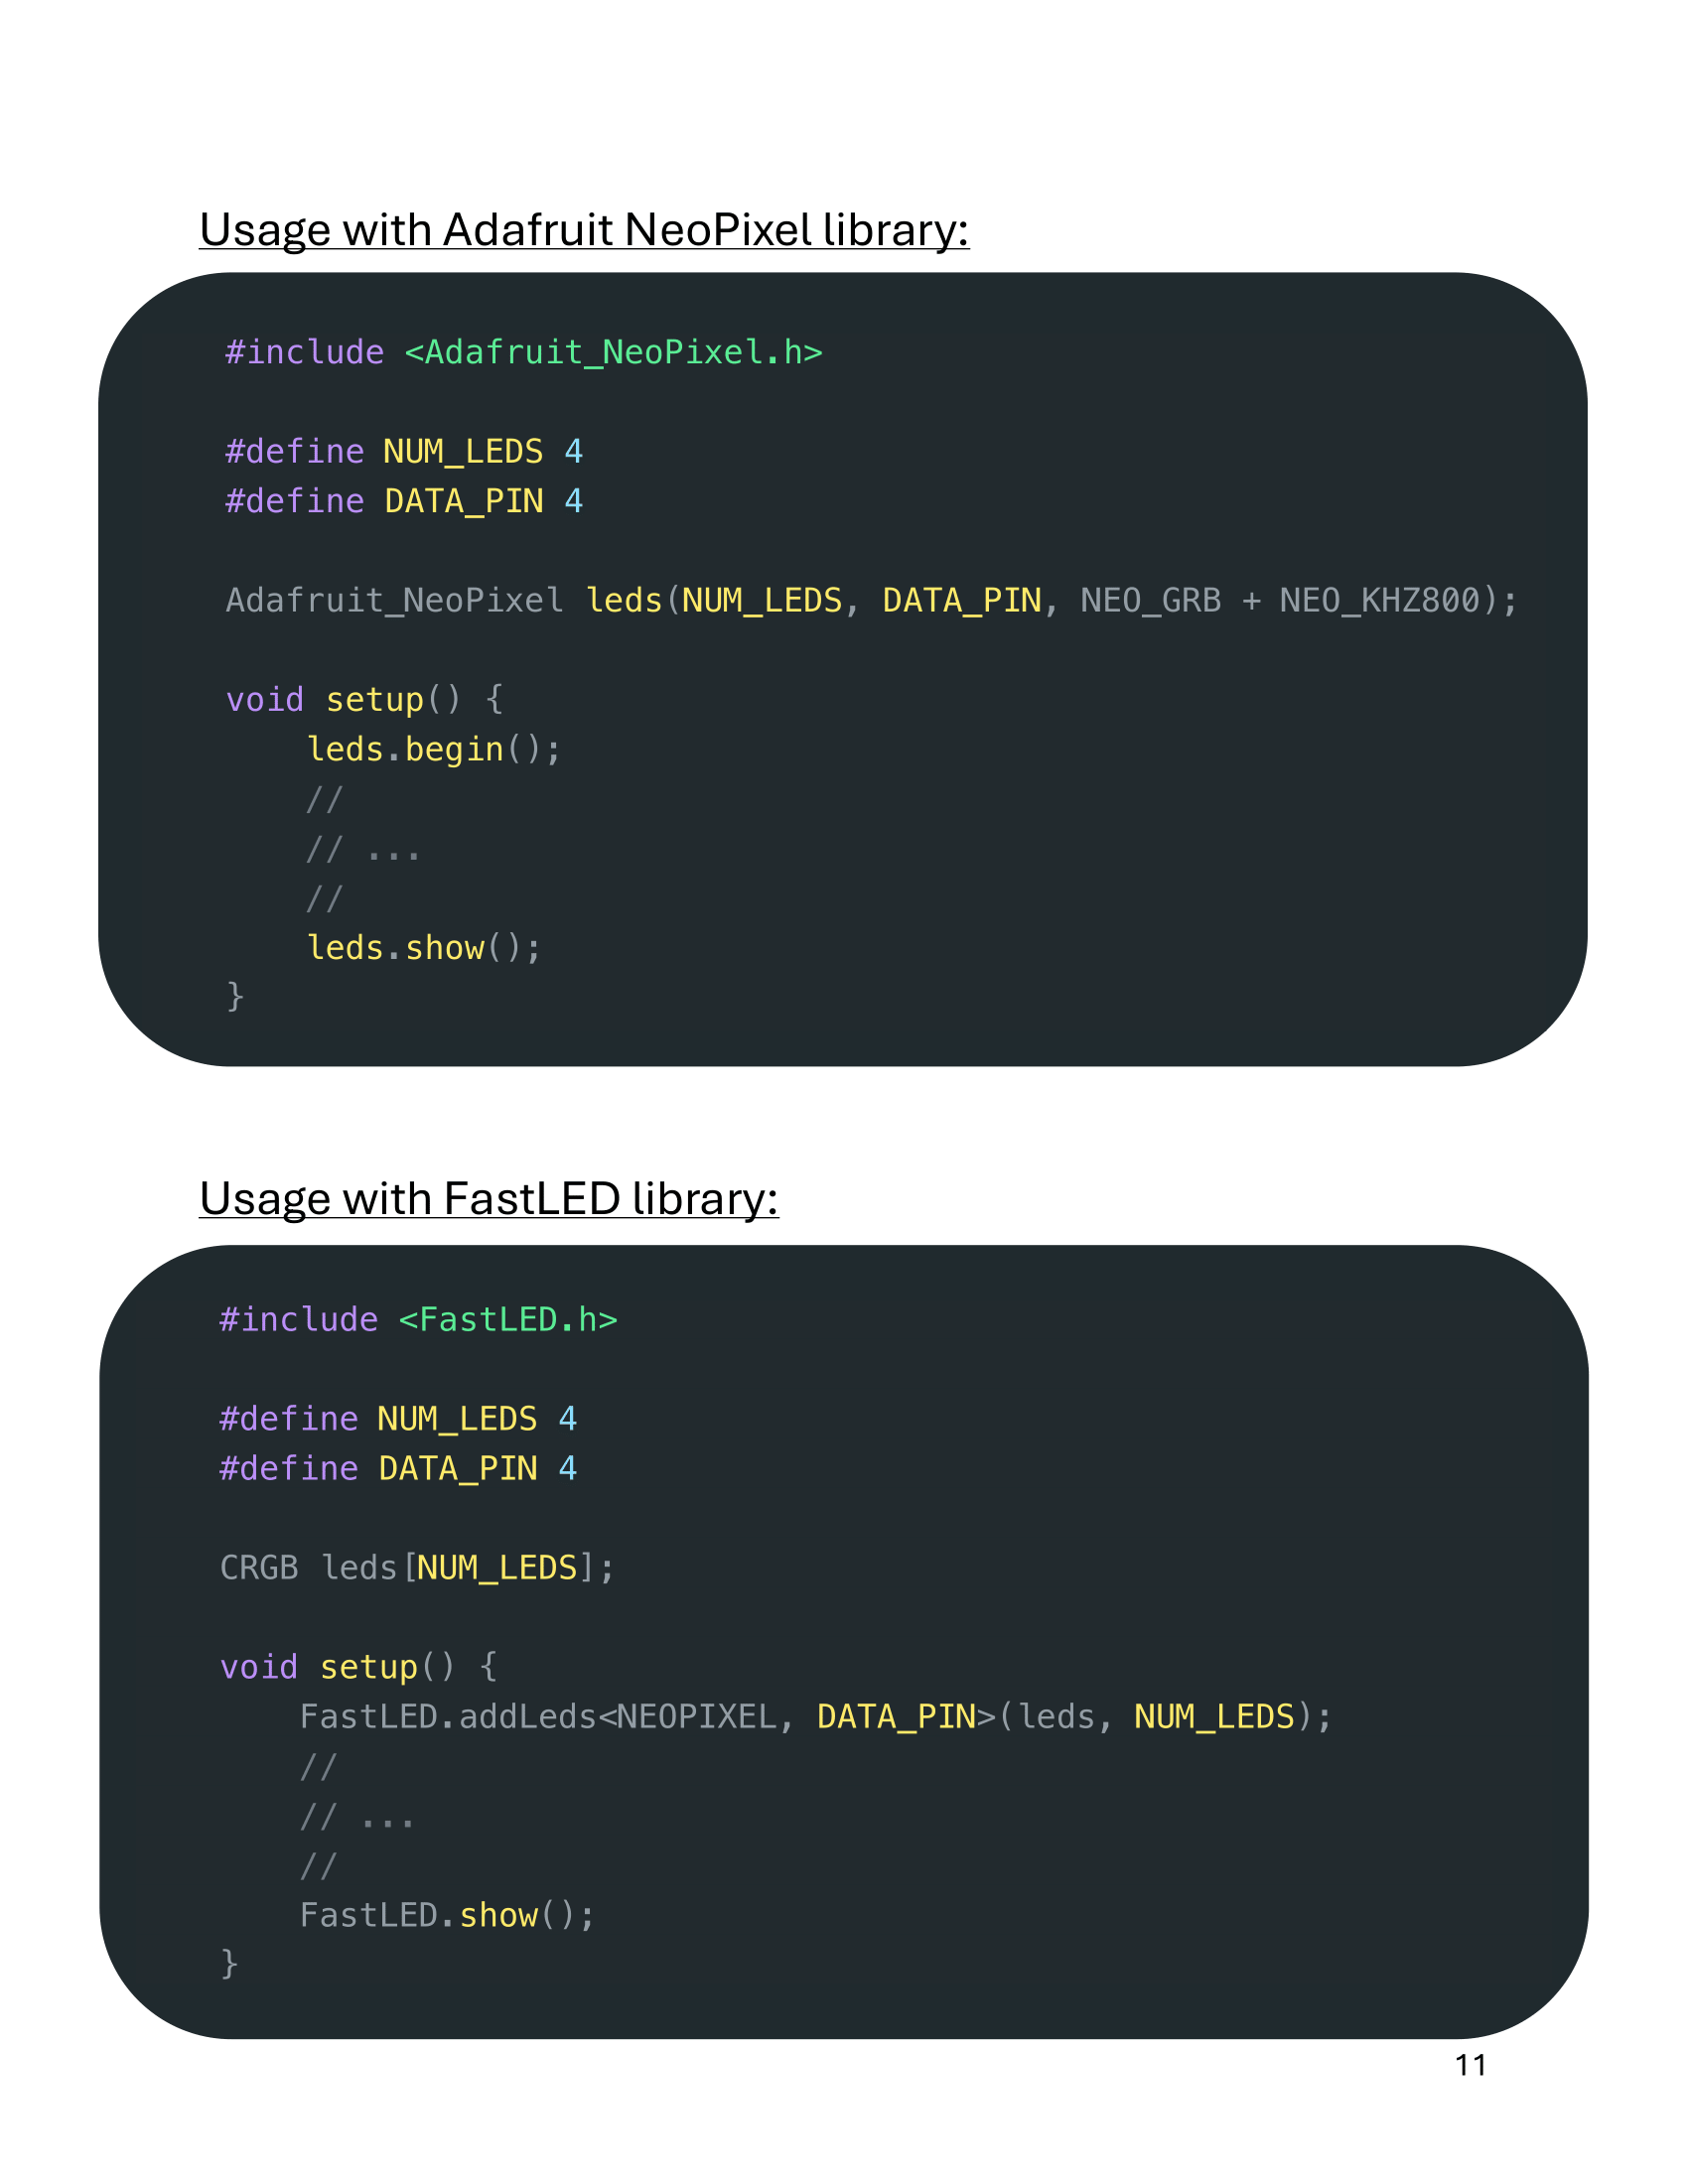 Usage with Adafruit NeoPixel library:
#include <Adafruit_NeoPixel.h>
#define NUM_LEDS 4
#define DATA_PIN 4
Adafruit_NeoPixel leds(NUM_LEDS, DATA_PIN, NEO_GRB + NEO_KHZ800);
void setup() {
    leds.begin();
    //
    // ...
    //
    leds.show();
}
Usage with FastLED library:
#include <FastLED.h>
#define NUM_LEDS 4
#define DATA_PIN 4
CRGB leds[NUM_LEDS];
void setup() {
    FastLED.addLeds<NEOPIXEL, DATA_PIN>(leds, NUM_LEDS);
    //
    // ...
    //
    FastLED.show();
}
11